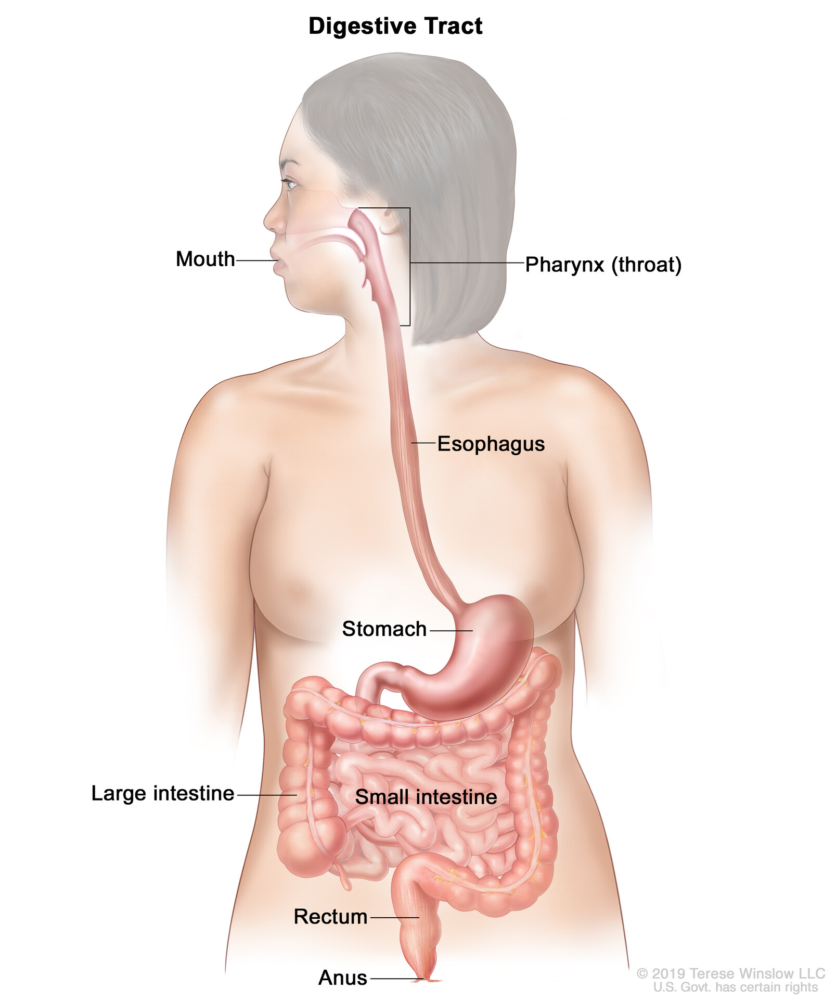 Digestive Tract
Mouth
Pharynx (throat)
Esophagus
Stomach
Large intestine
Small intestine
Rectum
Anus
© 2019 Terese Winslow LLC
U.S. Govt. has certain rights